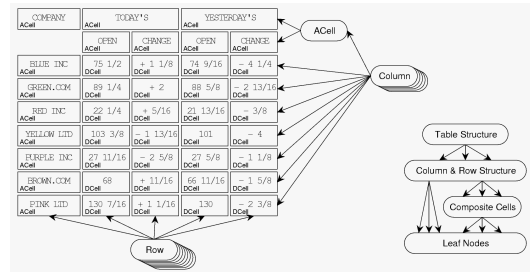 COMPANY TODAY'S YESTERDAY'S
ACell ACell ACell
ACell
OPEN CHANGE OPEN CHANGE
ACell ACell ACell ACell
BLUE INC 75 1/2 + 1 1/8 74 9/16 - 4 1/4
ACell DCell DCell DCell DCell
Column
GREEN.COM 89 1/4 + 2 88 5/8 - 2 13/16
ACell DCell DCell DCell DCell
RED INC 22 1/4 + 5/16 21 13/16 - 3/8
ACell DCell DCell DCell DCell
YELLOW LTD 103 3/8 - 1 13/16 101 - 4
ACell DCell DCell DCell DCell
Table Structure
PURPLE INC 27 11/16 - 2 5/8 27 5/8 - 1 1/8
ACell DCell DCell DCell DCell
Column & Row Structure
BROWN.COM 68 + 11/16 66 11/16 - 1 5/8
ACell DCell DCell DCell DCell
Composite Cells
PINK LTD 130 7/16 + 1 1/16 130 - 2 3/8
ACell DCell DCell DCell DCell
Leaf Nodes
Row